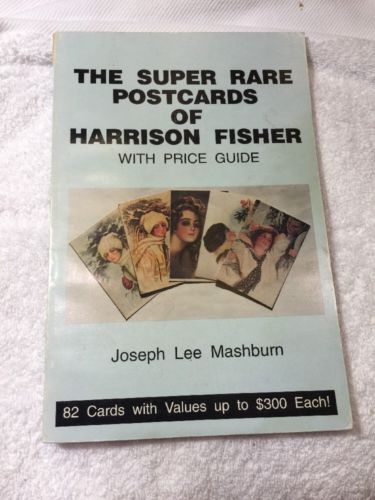 THE SUPER RARE
POSTCARDS
OF
HARRISON FISHER
WITH PRICE GUIDE
Joseph Lee Mashburn
82 Cards with Values up to $300 Each!